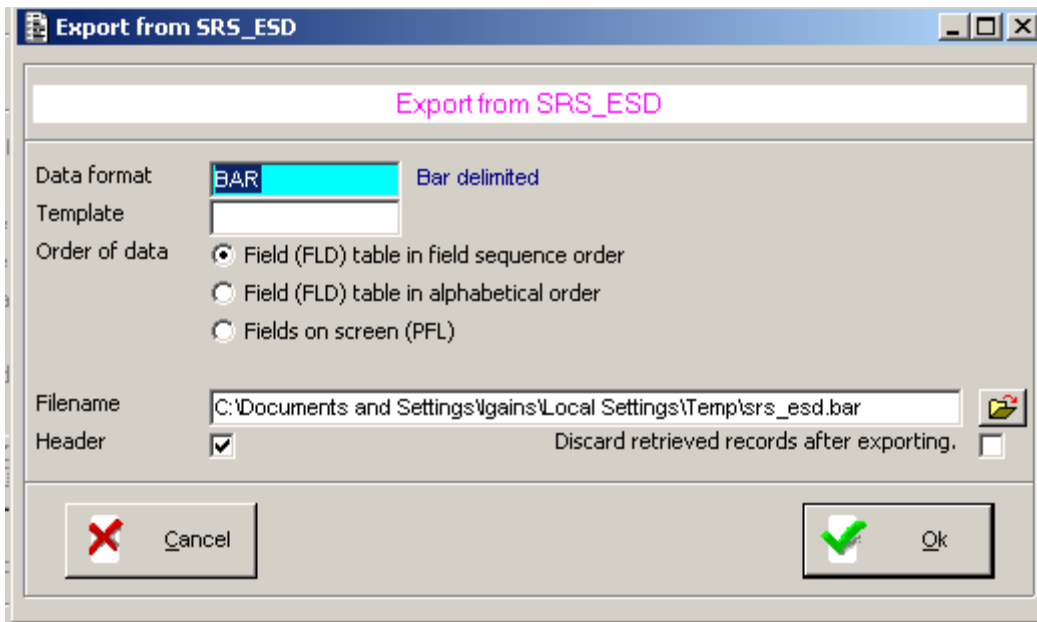 Export from SRS_ESD
Export from SRS_ESD
Data format BAR Bar delimited
Template
Order of data Field (FLD) table in field sequence order
Field (FLD) table in alphabetical order
Fields on screen (PFL)
Filename C:\Documents and Settings\lgains\Local Settings\Temp\srs_esd.bar
Header Discard retrieved records after exporting.
Cancel Ok